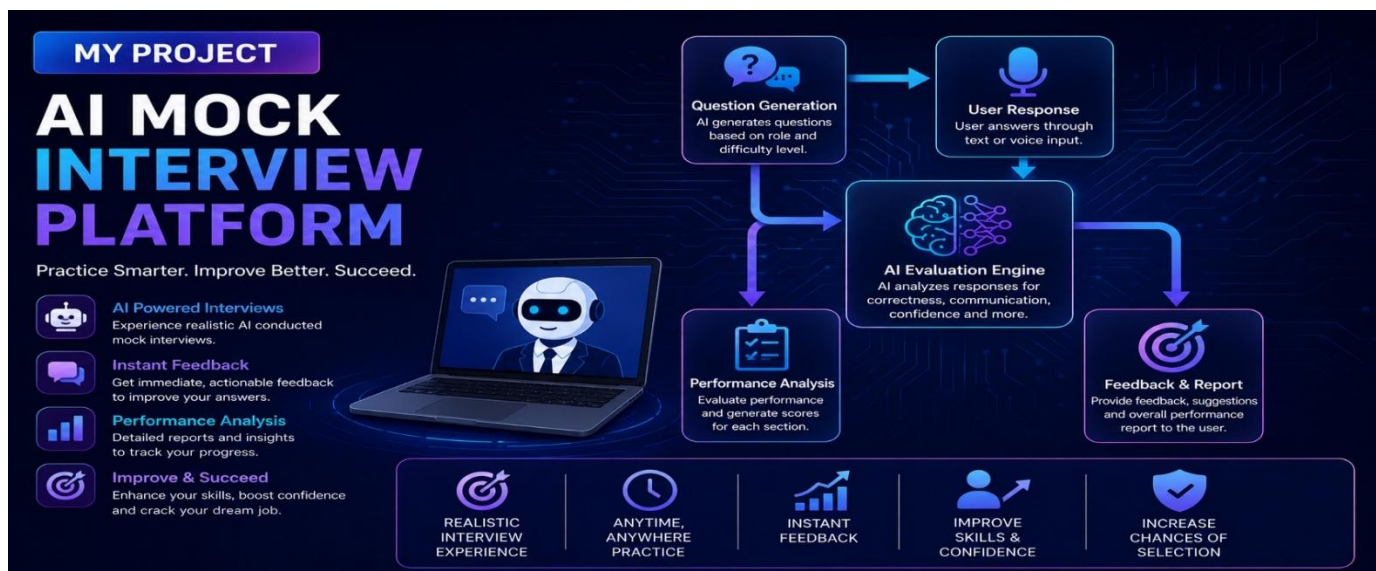 MY PROJECT
AI MOCK
INTERVIEW
PLATFORM
Practice Smarter. Improve Better. Succeed.
AI Powered Interviews
Experience realistic AI conducted
mock interviews.
Instant Feedback
Get immediate, actionable feedback
to improve your answers.
Performance Analysis
Detailed reports and insights
to track your progress.
Improve & Succeed
Enhance your skills, boost confidence
and crack your dream job.
?
Question Generation
AI generates questions
based on role and
difficulty level.
User Response
User answers through
text or voice input.
AI Evaluation Engine
AI analyzes responses for
correctness, communication,
confidence and more.
Performance Analysis
Evaluate performance
and generate scores
for each section.
Feedback & Report
Provide feedback, suggestions
and overall performance
report to the user.
REALISTIC
INTERVIEW
EXPERIENCE
ANYTIME,
ANYWHERE
PRACTICE
INSTANT
FEEDBACK
IMPROVE
SKILLS &
CONFIDENCE
INCREASE
CHANCES OF
SELECTION